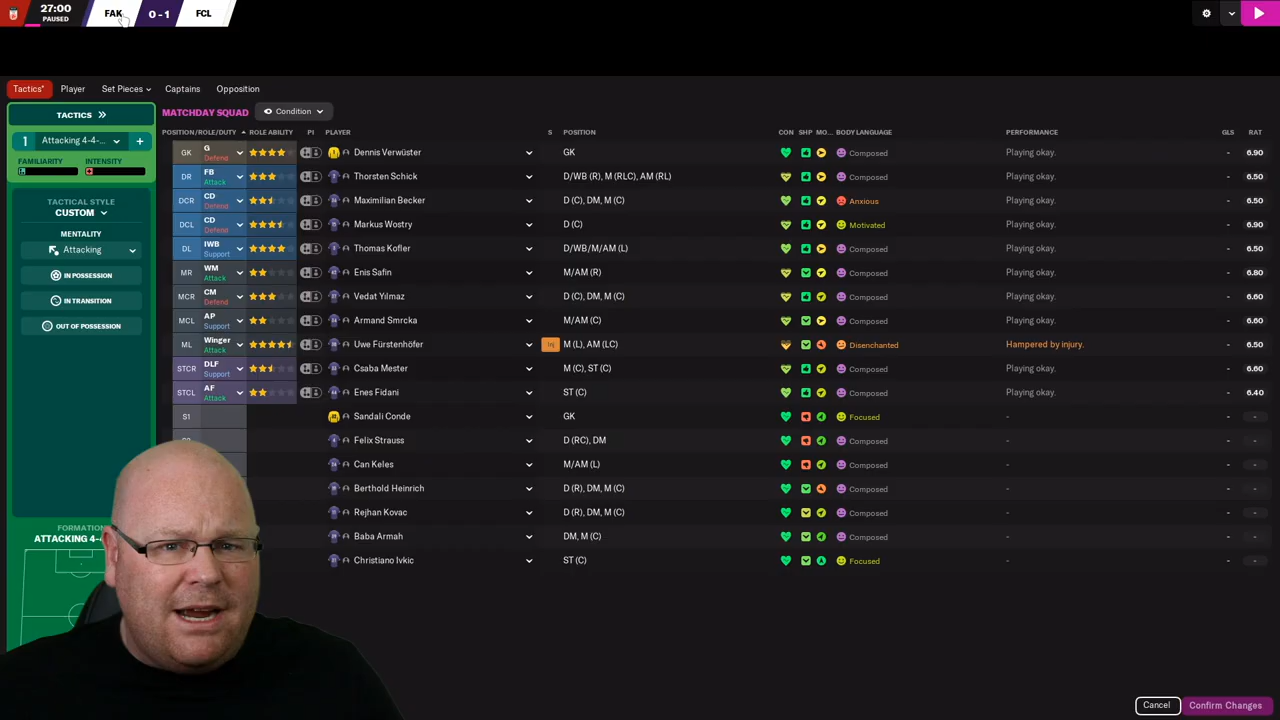 27:00
PAUSED
FAK 0 - 1 FCL
Tactics* Player Set Pieces Captains Opposition
TACTICS
MATCHDAY SQUAD Condition
POSITION/ROLE/DUTY ROLE ABILITY PI PLAYER S POSITION CON SHP MO... BODY LANGUAGE PERFORMANCE GLS RAT
1 Attacking 4-4-...
FAMILIARITY INTENSITY
TACTICAL STYLE
CUSTOM
MENTALITY
Attacking
IN POSSESSION
IN TRANSITION
OUT OF POSSESSION
FORMATION
ATTACKING 4-4-
GK G Defend Dennis Verwüster GK Composed Playing okay. - 6.90
DR FB Attack Thorsten Schick D/WB (R), M (RLC), AM (RL) Composed Playing okay. - 6.50
DCR CD Defend Maximilian Becker D (C), DM, M (C) Anxious Playing okay. - 6.50
DCL CD Defend Markus Wostry D (C) Motivated Playing okay. - 6.90
DL IWB Support Thomas Kofler D/WB/M/AM (L) Composed Playing okay. - 6.50
MR WM Attack Enis Safin M/AM (R) Composed Playing okay. - 6.80
MCR CM Defend Vedat Yılmaz D (C), DM, M (C) Composed Playing okay. - 6.60
MCL AP Support Armand Smrcka M/AM (C) Composed Playing okay. - 6.60
ML Winger Attack Uwe Fürstenhöfer Inj M (L), AM (LC) Disenchanted Hampered by injury. - 6.50
STCR DLF Support Csaba Mester M (C), ST (C) Composed Playing okay. - 6.60
STCL AF Attack Enes Fidani ST (C) Composed Playing okay. - 6.40
S1 Sandali Conde GK Focused - - -
Felix Strauss D (RC), DM Composed - - -
Can Keles M/AM (L) Composed - - -
Berthold Heinrich D (R), DM, M (C) Composed - - -
Rejhan Kovac D (R), DM, M (C) Composed - - -
Baba Armah DM, M (C) Composed - - -
Christiano Ivkic ST (C) Focused - - -
Cancel Confirm Changes